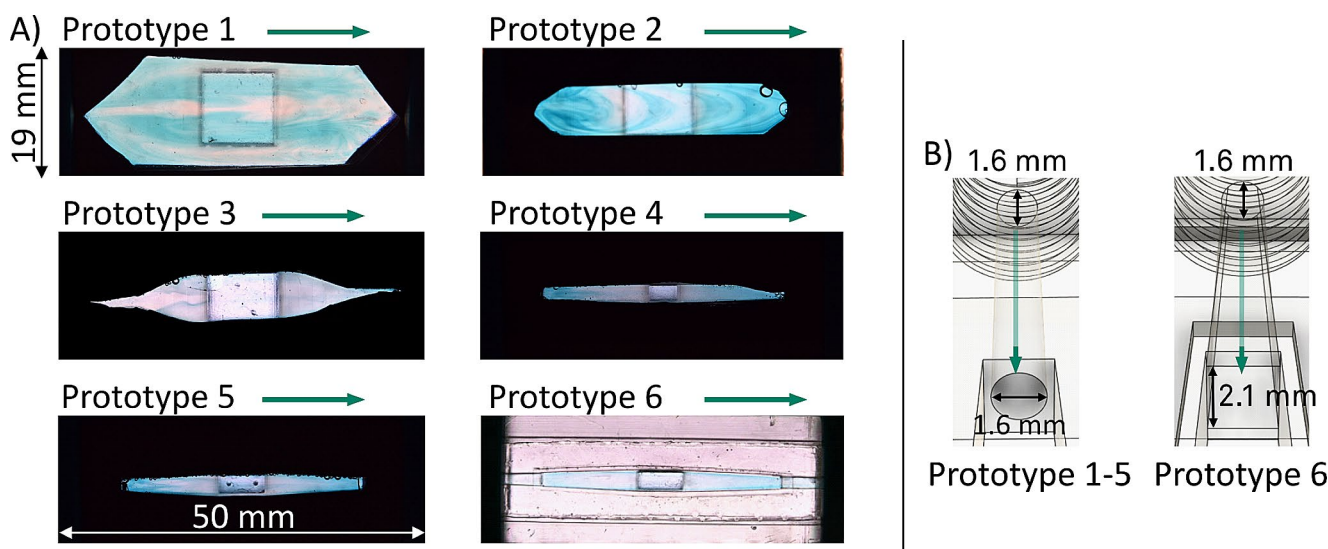 A)
Prototype 1
Prototype 2
19 mm
Prototype 3
Prototype 4
Prototype 5
Prototype 6
50 mm
B)
1.6 mm
1.6 mm
1.6 mm
2.1 mm
Prototype 1-5
Prototype 6